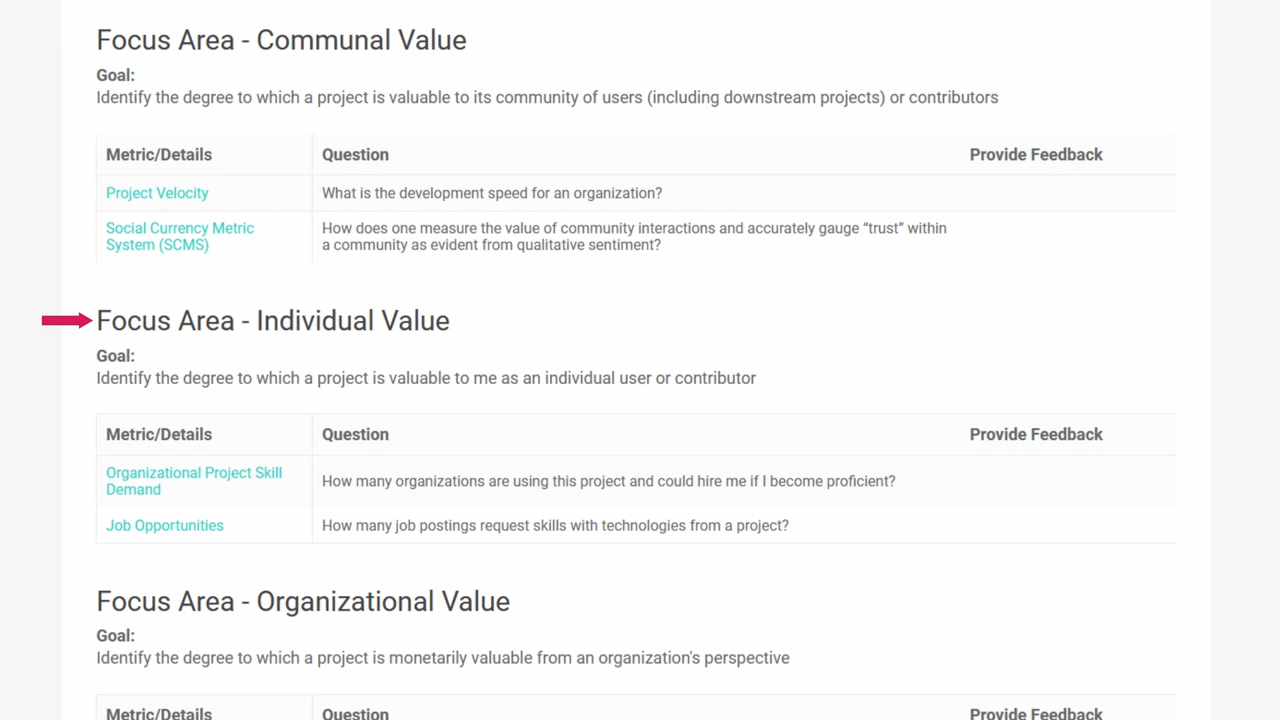 Focus Area - Communal Value
Goal:
Identify the degree to which a project is valuable to its community of users (including downstream projects) or contributors
Metric/Details Question Provide Feedback
Project Velocity What is the development speed for an organization?
Social Currency Metric How does one measure the value of community interactions and accurately gauge “trust” within
System (SCMS) a community as evident from qualitative sentiment?
Focus Area - Individual Value
Goal:
Identify the degree to which a project is valuable to me as an individual user or contributor
Metric/Details Question Provide Feedback
Organizational Project Skill
Demand
How many organizations are using this project and could hire me if I become proficient?
Job Opportunities How many job postings request skills with technologies from a project?
Focus Area - Organizational Value
Goal:
Identify the degree to which a project is monetarily valuable from an organization's perspective
Metric/Details Question Provide Feedback